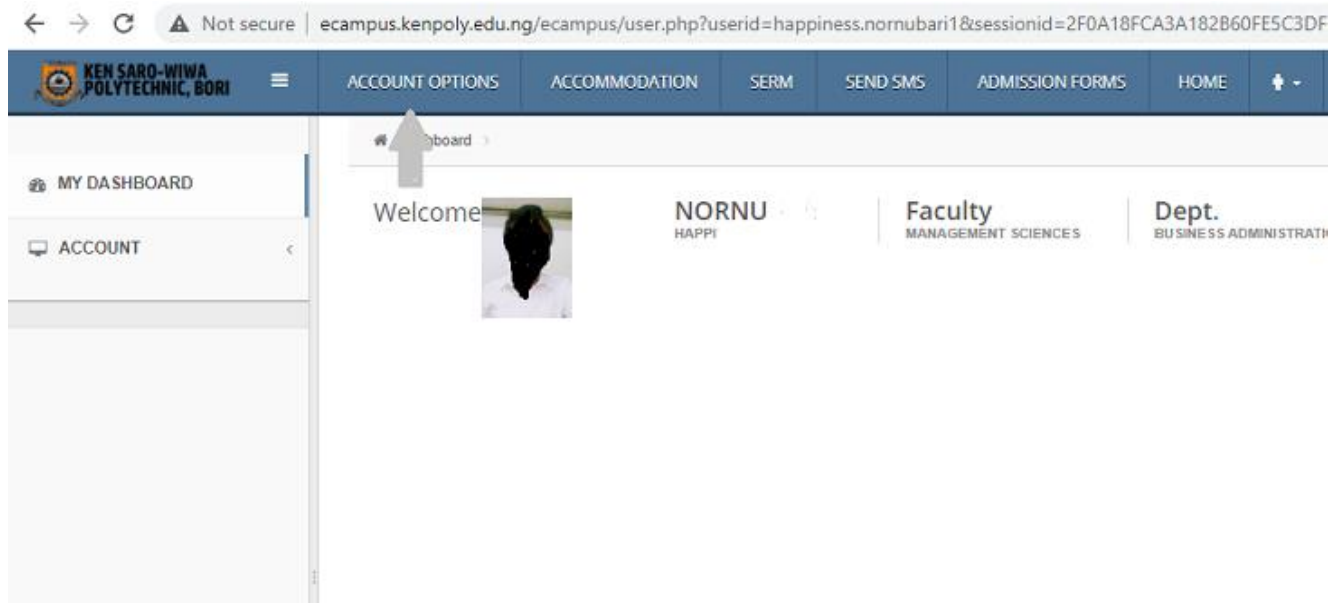 Not secure | ecampus.kenpoly.edu.ng/ecampus/user.php?userid=happiness.nornubari1&sessionid=2F0A18FCA3A182B60FE5C3DF
KEN SARO-WIWA
POLYTECHNIC, BORI
ACCOUNT OPTIONS ACCOMMODATION SERM SEND SMS ADMISSION FORMS HOME
MY DASHBOARD
ACCOUNT
Welcome
NORNU
HAPPI
Faculty
MANAGEMENT SCIENCES
Dept.
BUSINESS ADMINISTRATI